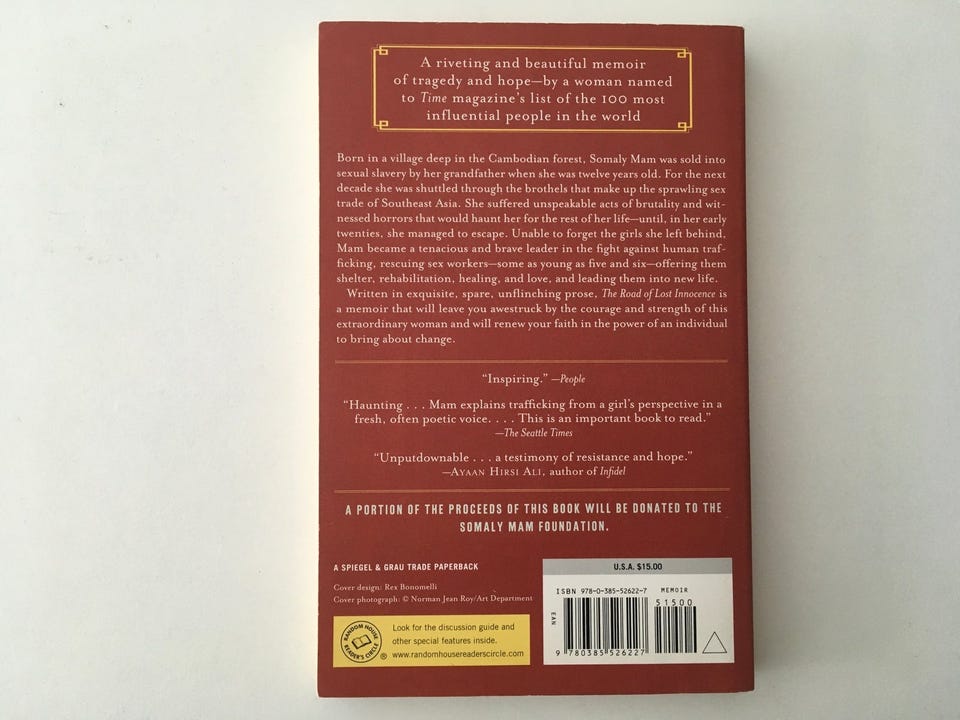 A riveting and beautiful memoir
of tragedy and hope—by a woman named
to Time magazine's list of the 100 most
influential people in the world
Born in a village deep in the Cambodian forest, Somaly Mam was sold into
sexual slavery by her grandfather when she was twelve years old. For the next
decade she was shuttled through the brothels that make up the sprawling sex
trade of Southeast Asia. She suffered unspeakable acts of brutality and wit-
nessed horrors that would haunt her for the rest of her life—until, in her early
twenties, she managed to escape. Unable to forget the girls she left behind,
Mam became a tenacious and brave leader in the fight against human traf-
ficking, rescuing sex workers—some as young as five and six—offering them
shelter, rehabilitation, healing, and love, and leading them into new life.
Written in exquisite, spare, unflinching prose, The Road of Lost Innocence is
a memoir that will leave you awestruck by the courage and strength of this
extraordinary woman and will renew your faith in the power of an individual
to bring about change.
"Inspiring." —People
"Haunting . . . Mam explains trafficking from a girl's perspective in a
fresh, often poetic voice. . . . This is an important book to read."
—The Seattle Times
"Unputdownable . . . a testimony of resistance and hope."
—AYAAN HIRSI ALI, author of Infidel
A PORTION OF THE PROCEEDS OF THIS BOOK WILL BE DONATED TO THE
SOMALY MAM FOUNDATION.
A SPIEGEL & GRAU TRADE PAPERBACK
Cover design: Rex Bonomelli
Cover photograph: © Norman Jean Roy/Art Department
RANDOM HOUSE READER'S CIRCLE ®
Look for the discussion guide and
other special features inside.
www.randomhousereaderscircle.com
U.S.A. $15.00
ISBN 978-0-385-52622-7 MEMOIR
51500
EAN
9 780385 526227